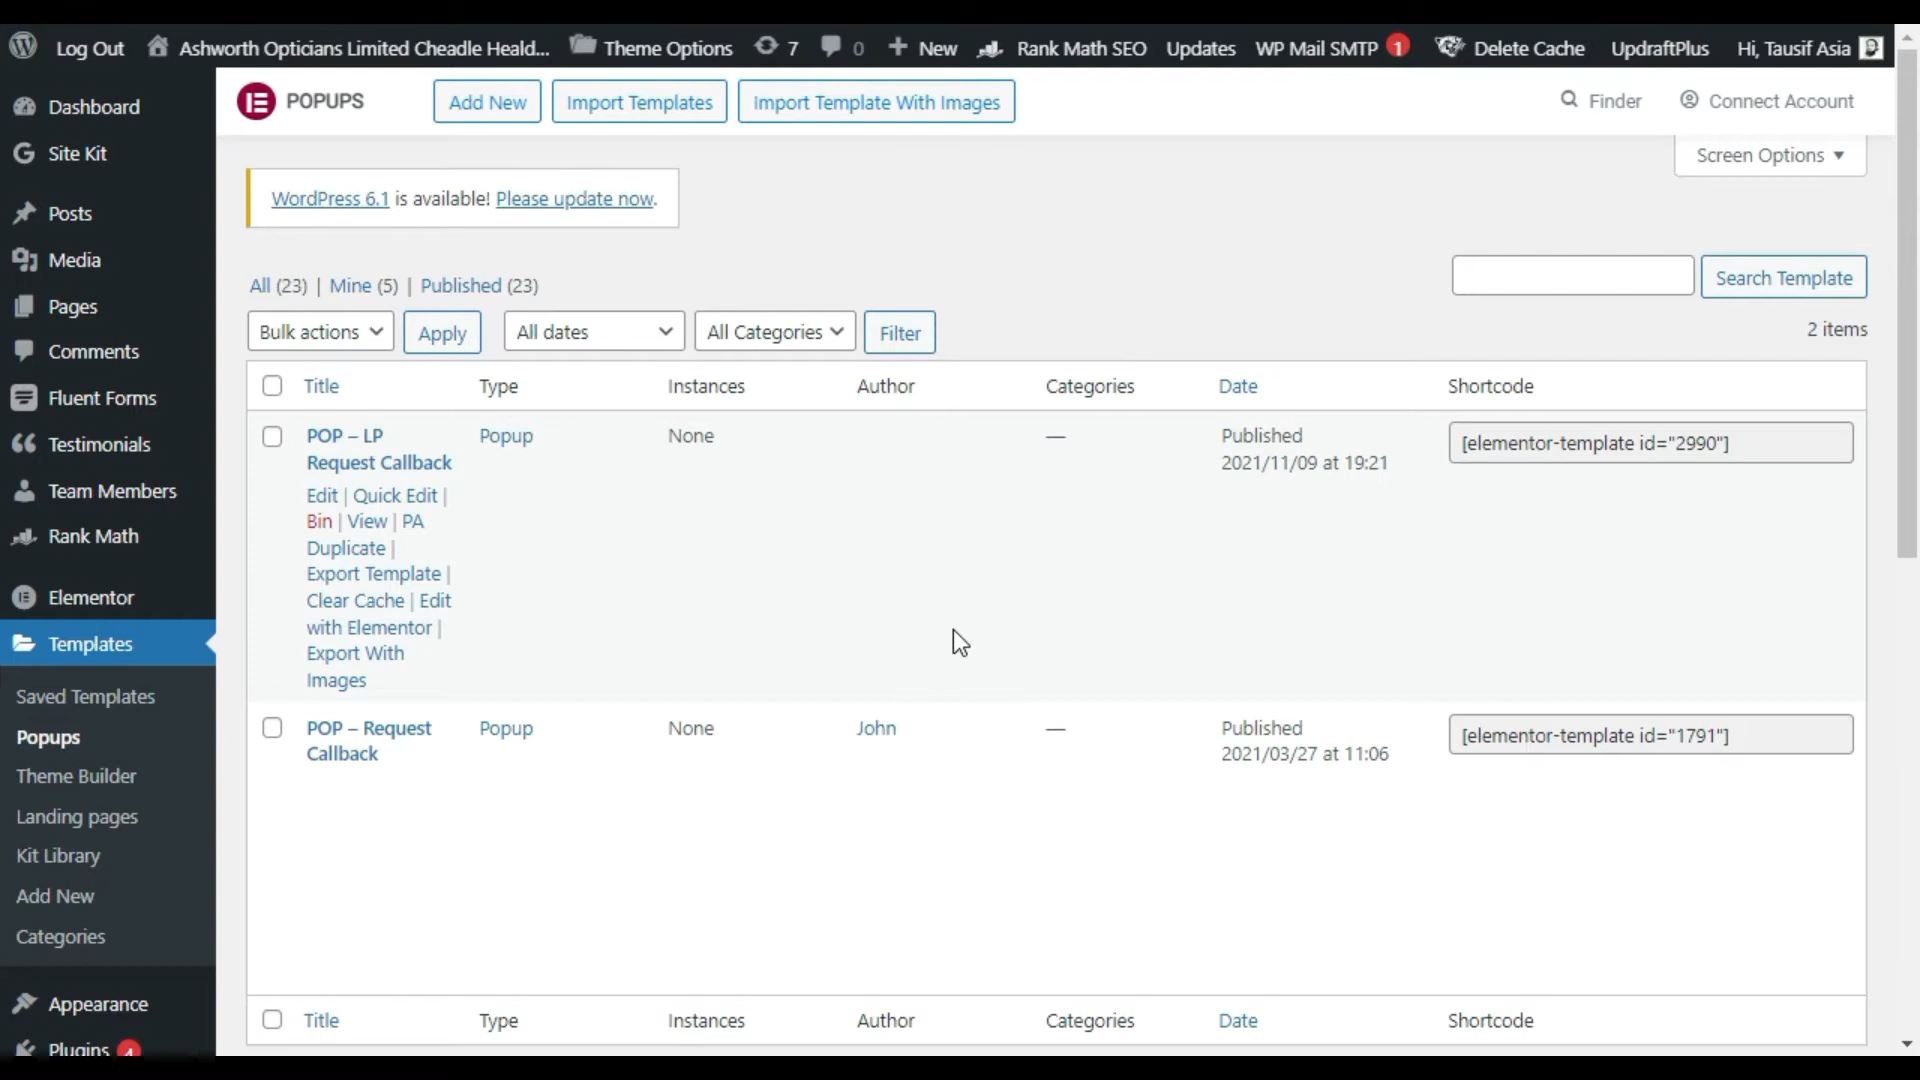 Log Out
Ashworth Opticians Limited Cheadle Heald...
Theme Options
7
0
New
Rank Math SEO
Updates
WP Mail SMTP 1
Delete Cache
UpdraftPlus
Hi, Tausif Asia
Dashboard
Site Kit
Posts
Media
Pages
Comments
Fluent Forms
Testimonials
Team Members
Rank Math
Elementor
Templates
Saved Templates
Popups
Theme Builder
Landing pages
Kit Library
Add New
Categories
Appearance
Plugins 4
POPUPS
Add New
Import Templates
Import Template With Images
Finder
Connect Account
Screen Options
WordPress 6.1 is available! Please update now.
All (23) | Mine (5) | Published (23)
Search Template
Bulk actions
Apply
All dates
All Categories
Filter
2 items
Title Type Instances Author Categories Date Shortcode
POP – LP
Request Callback
Popup
None
—
Published
2021/11/09 at 19:21
[elementor-template id="2990"]
Edit | Quick Edit |
Bin | View | PA
Duplicate |
Export Template |
Clear Cache | Edit
with Elementor |
Export With
Images
POP – Request
Callback
Popup
None
John
—
Published
2021/03/27 at 11:06
[elementor-template id="1791"]
Title Type Instances Author Categories Date Shortcode